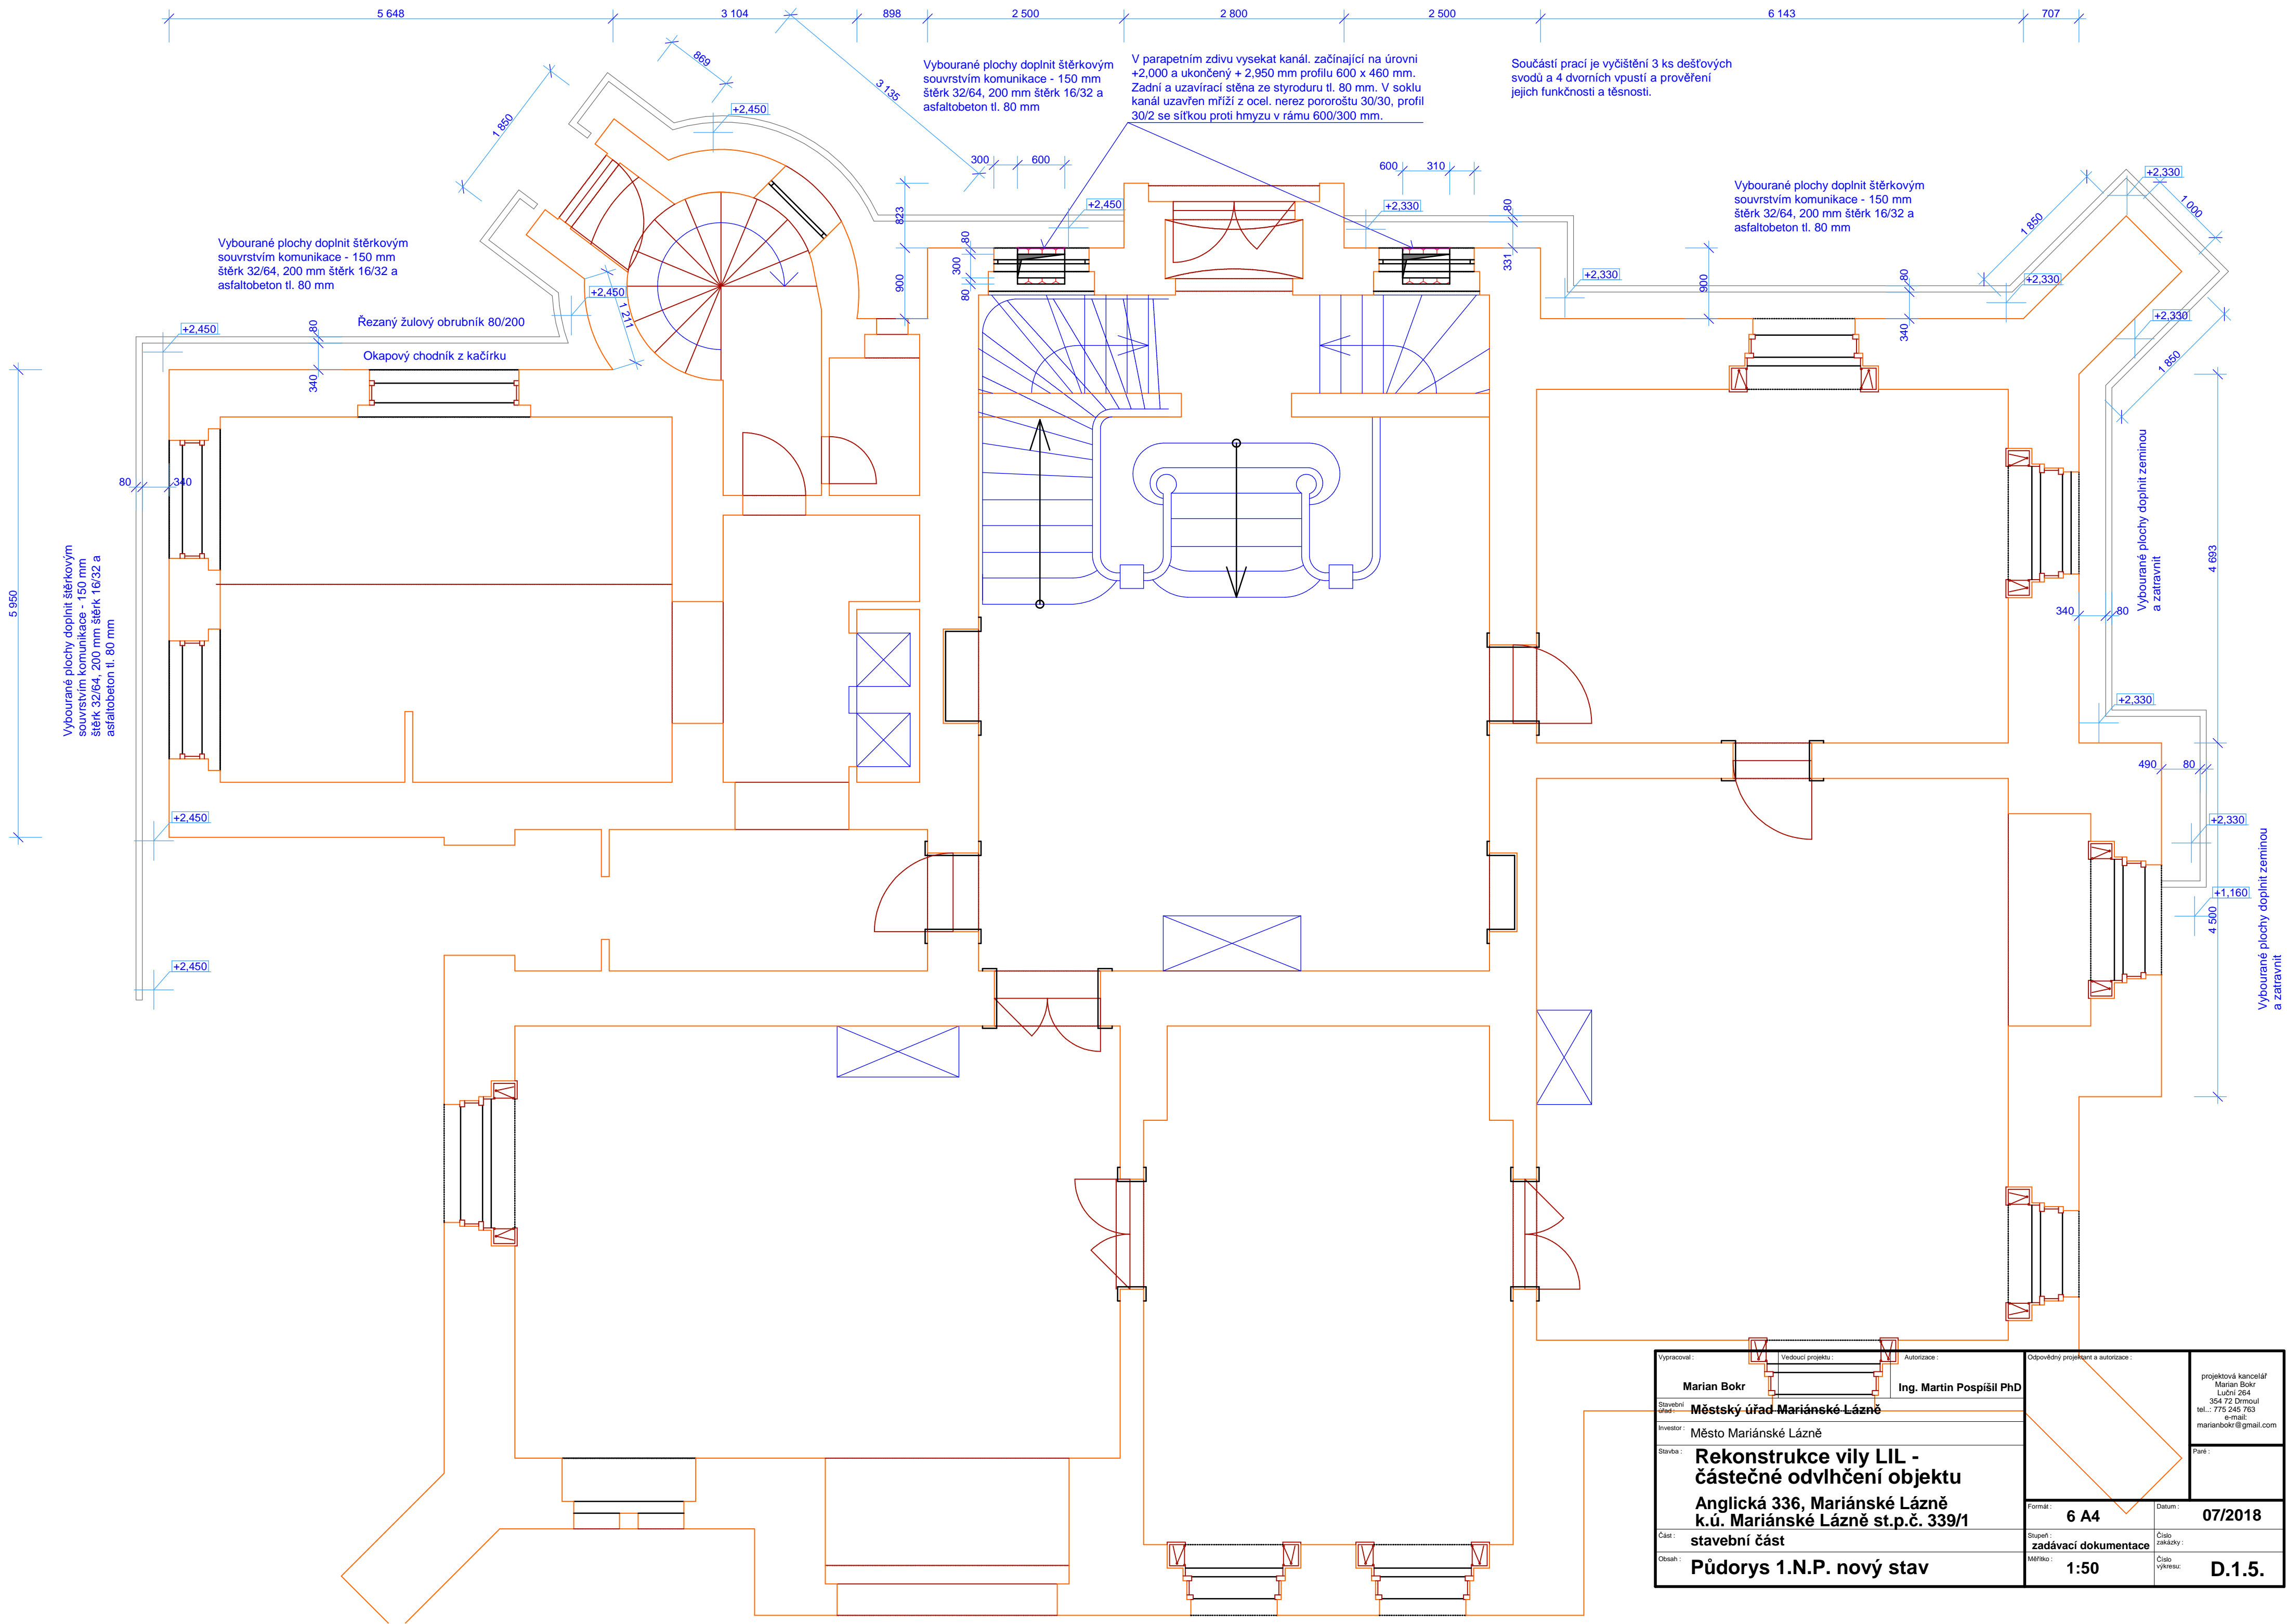 5 648
3 104
898
2 500
2 800
2 500
6 143
707
869
3 135
1 850
+2,450
Vybourané plochy doplnit štěrkovým
souvrstvím komunikace - 150 mm
štěrk 32/64, 200 mm štěrk 16/32 a
asfaltobeton tl. 80 mm
V parapetním zdivu vysekat kanál. začínající na úrovni
+2,000 a ukončený + 2,950 mm profilu 600 x 460 mm.
Zadní a uzavírací stěna ze styroduru tl. 80 mm. V soklu
kanál uzavřen mříží z ocel. nerez pororoštu 30/30, profil
30/2 se síťkou proti hmyzu v rámu 600/300 mm.
Součástí prací je vyčištění 3 ks dešťových
svodů a 4 dvorních vpustí a prověření
jejich funkčnosti a těsnosti.
300
600
600
310
823
+2,450
+2,330
80
Vybourané plochy doplnit štěrkovým
souvrstvím komunikace - 150 mm
štěrk 32/64, 200 mm štěrk 16/32 a
asfaltobeton tl. 80 mm
+2,330
1 850
1 000
Vybourané plochy doplnit štěrkovým
souvrstvím komunikace - 150 mm
štěrk 32/64, 200 mm štěrk 16/32 a
asfaltobeton tl. 80 mm
80
300
80
900
331
+2,330
900
80
+2,330
+2,450
1 211
+2,330
340
1 850
+2,450
80
Řezaný žulový obrubník 80/200
Okapový chodník z kačírku
340
80
340
5 950
Vybourané plochy doplnit štěrkovým
souvrstvím komunikace - 150 mm
štěrk 32/64, 200 mm štěrk 16/32 a
asfaltobeton tl. 80 mm
Vybourané plochy doplnit zeminou
a zatravnit
4 693
340
80
+2,330
490
80
+2,330
+1,160
4 500
Vybourané plochy doplnit zeminou
a zatravnit
+2,450
+2,450
Vypracoval :
Vedoucí projektu :
Autorizace :
Odpovědný projektant a autorizace :
Marian Bokr
Ing. Martin Pospíšil PhD
projektová kancelář
Marian Bokr
Luční 264
354 72 Drmoul
tel..: 775 245 763
e-mail:
marianbokr@gmail.com
Stavební
úřad :
Městský úřad Mariánské Lázně
Investor :
Město Mariánské Lázně
Stavba :
Rekonstrukce vily LIL -
částečné odvlhčení objektu
Anglická 336, Mariánské Lázně
k.ú. Mariánské Lázně st.p.č. 339/1
Paré :
Formát :
6 A4
Datum :
07/2018
Část :
stavební část
Stupeň :
zadávací dokumentace
Číslo
zakázky :
Obsah :
Půdorys 1.N.P. nový stav
Měřítko :
1:50
Číslo
výkresu:
D.1.5.